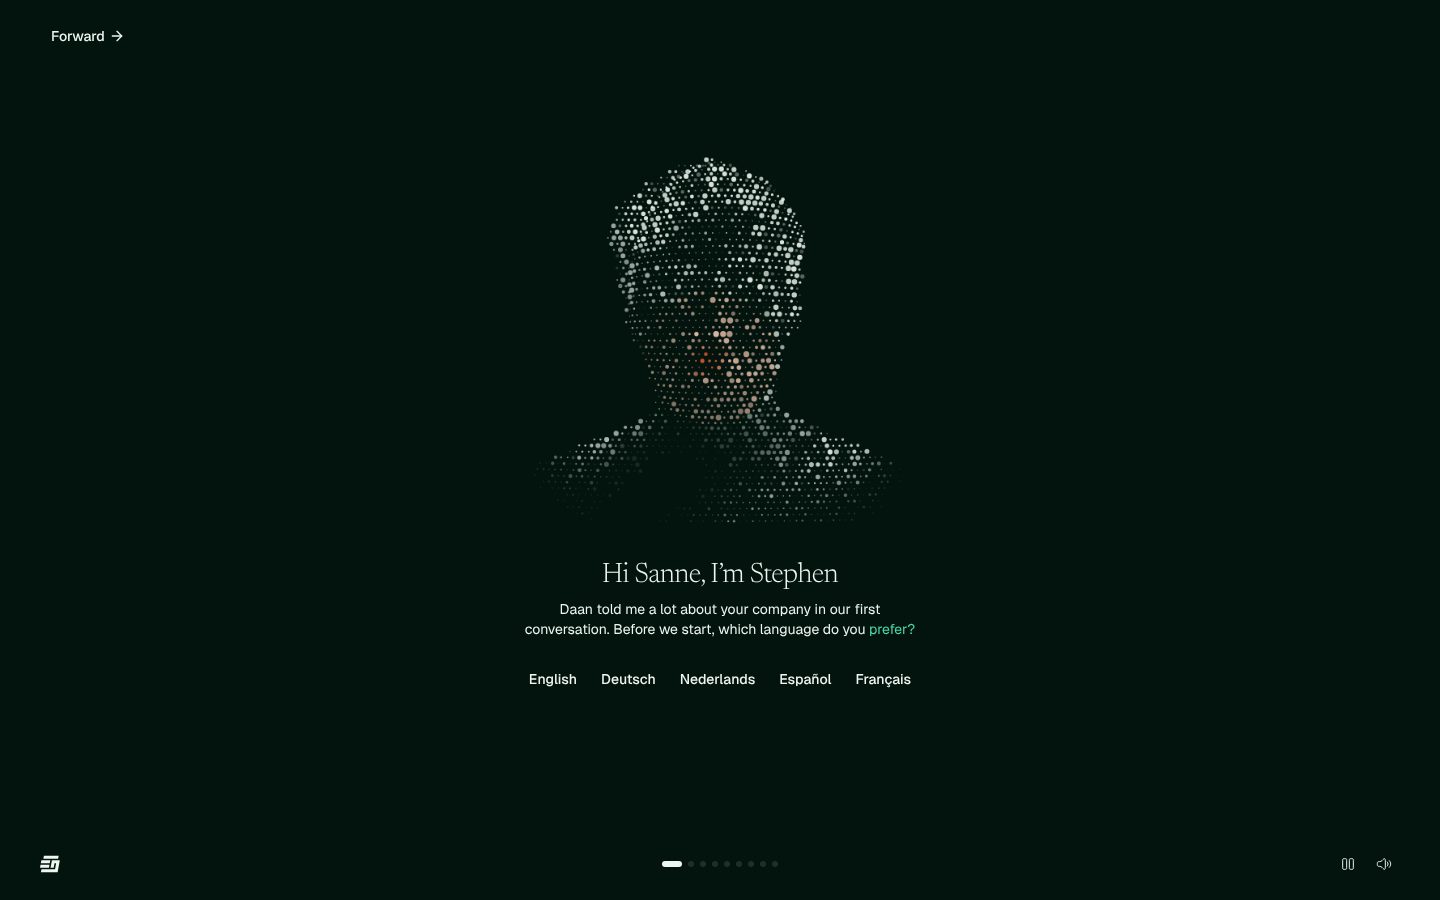 Forward →
Hi Sanne, I’m Stephen
Daan told me a lot about your company in our first
conversation. Before we start, which language do you prefer?
English Deutsch Nederlands Español Français